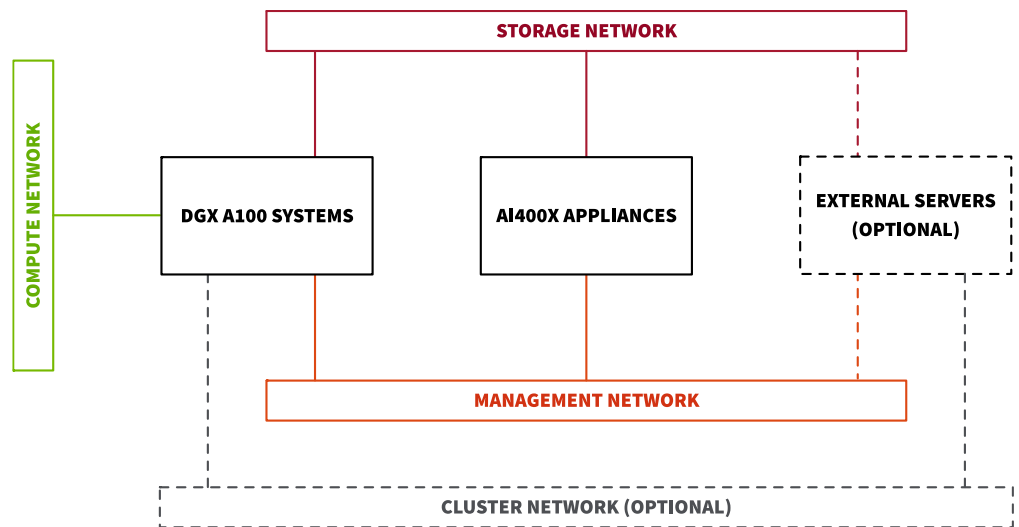 STORAGE NETWORK
COMPUTE NETWORK
DGX A100 SYSTEMS
AI400X APPLIANCES
EXTERNAL SERVERS
(OPTIONAL)
MANAGEMENT NETWORK
CLUSTER NETWORK (OPTIONAL)